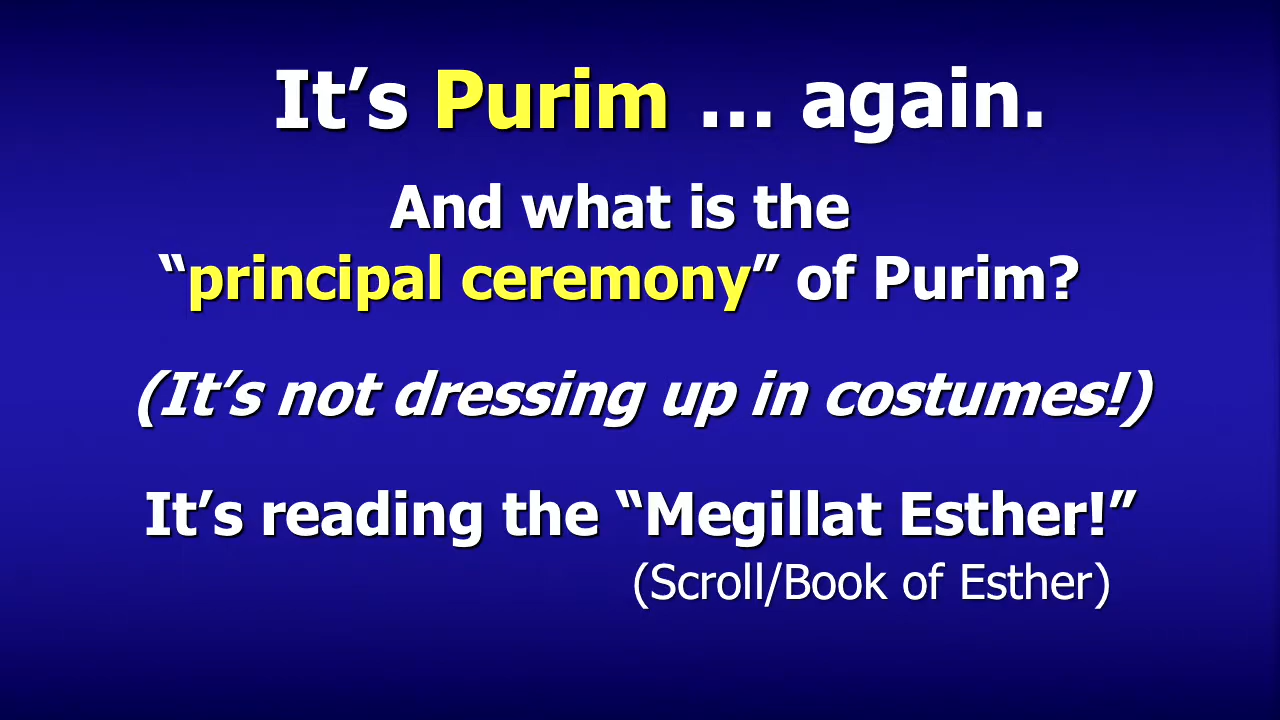 It’s Purim … again.
And what is the
“principal ceremony” of Purim?
(It’s not dressing up in costumes!)
It’s reading the “Megillat Esther!”
(Scroll/Book of Esther)